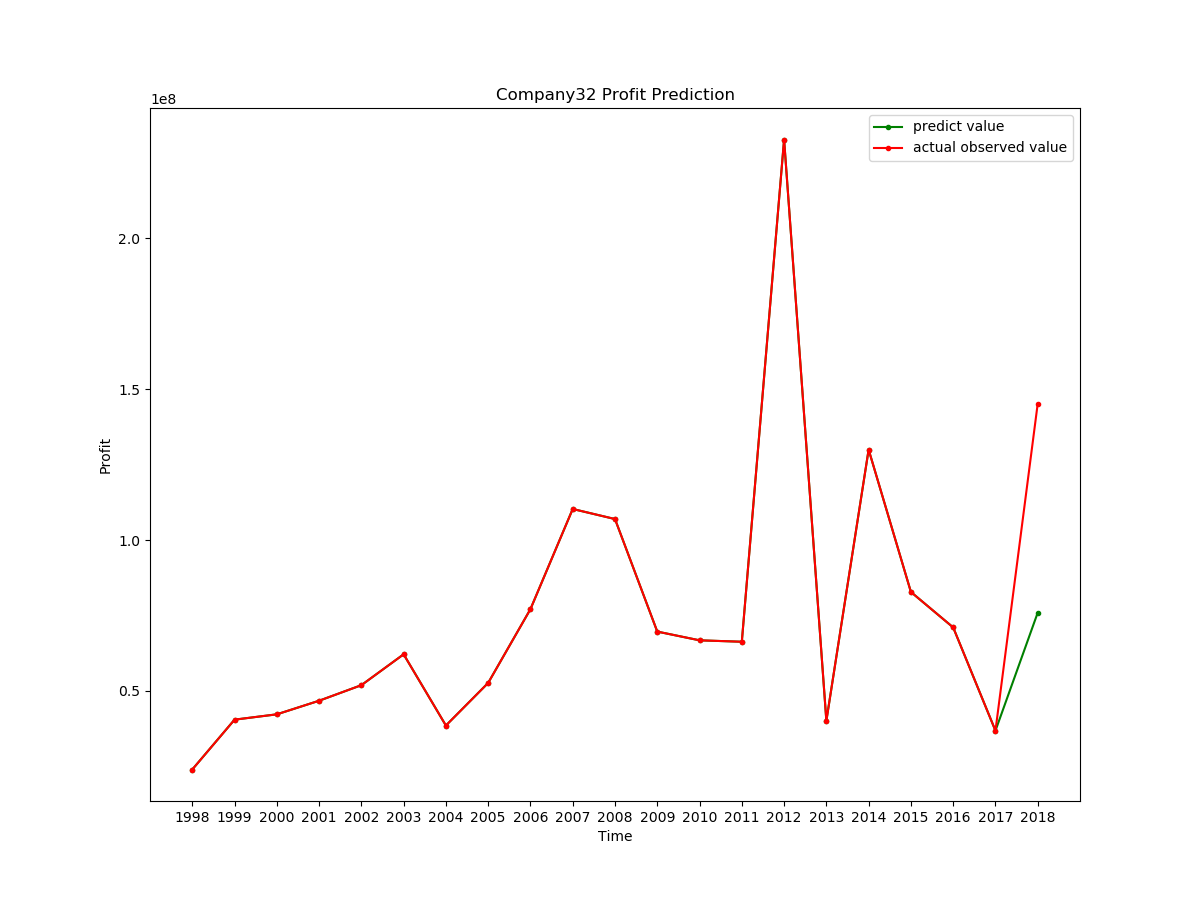 Company32 Profit Prediction
1e8
predict value
actual observed value
2.0
1.5
1.0
0.5
Profit
1998 1999 2000 2001 2002 2003 2004 2005 2006 2007 2008 2009 2010 2011 2012 2013 2014 2015 2016 2017 2018
Time